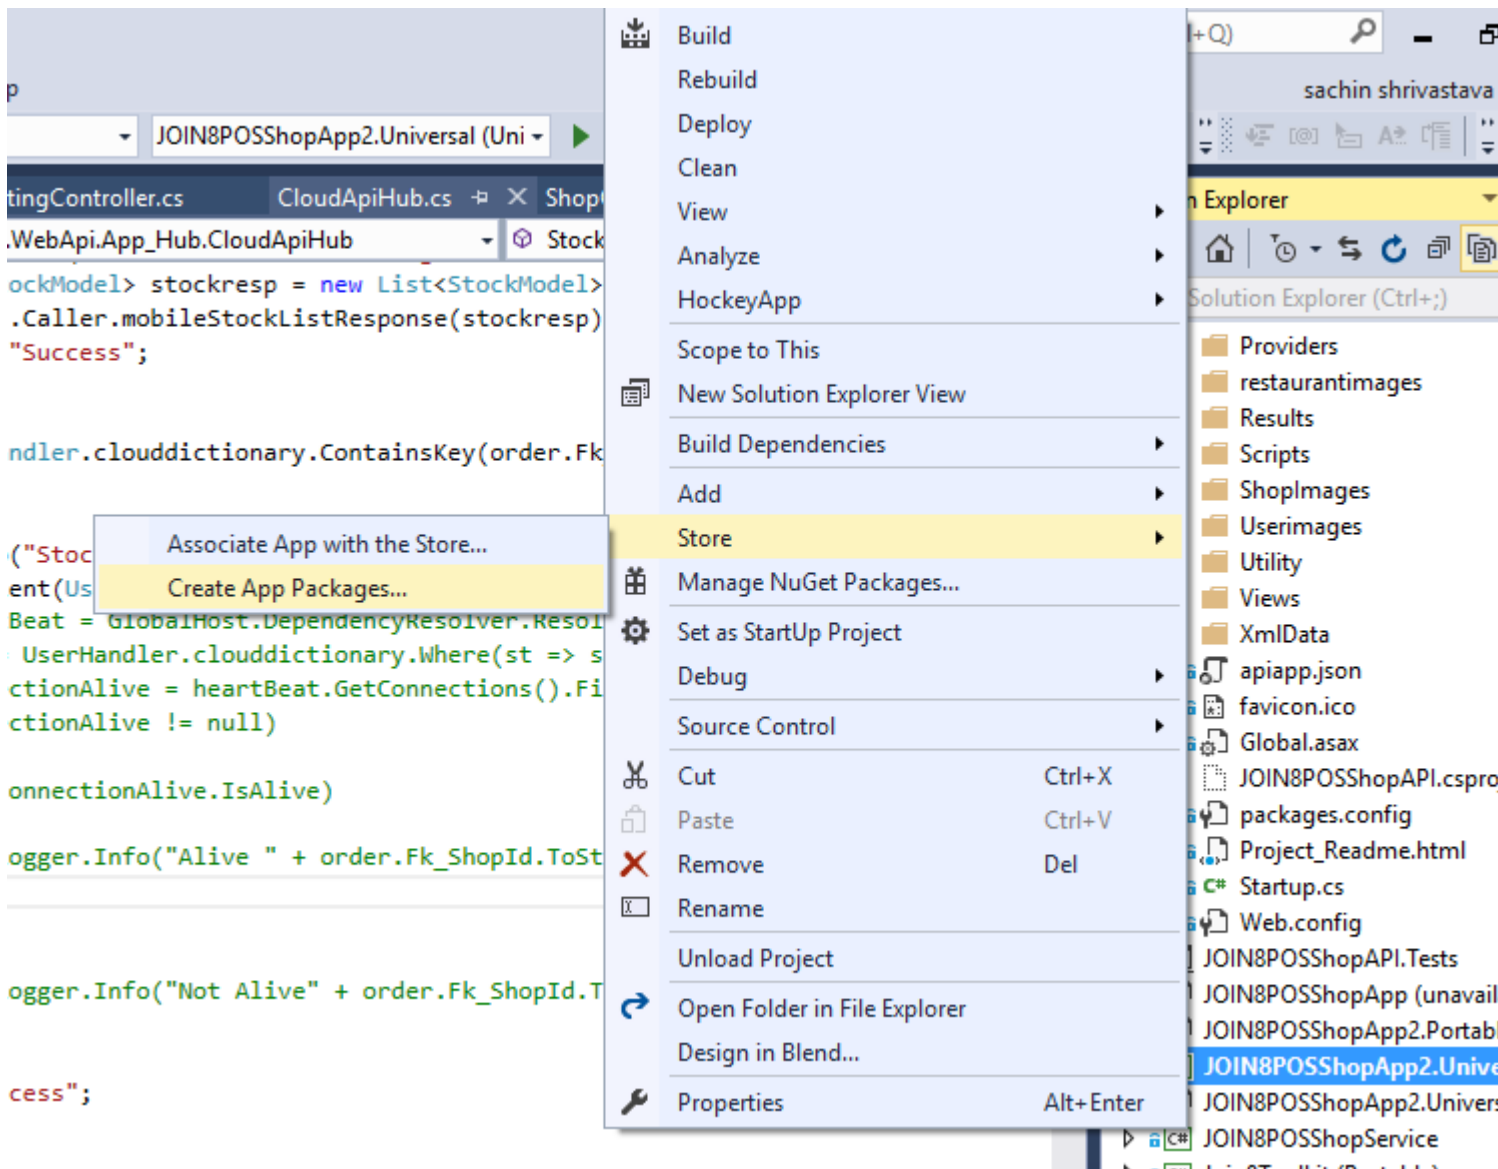 +Q)
p
sachin shrivastava
JOIN8POSShopApp2.Universal (Uni
tingController.cs
CloudApiHub.cs
Shop
.WebApi.App_Hub.CloudApiHub
Stock
ockModel> stockresp = new List<StockModel>
.Caller.mobileStockListResponse(stockresp)
"Success";
ndler.clouddictionary.ContainsKey(order.Fk
("Stoc
ent(Us
Beat = GlobalHost.DependencyResolver.Resol
UserHandler.clouddictionary.Where(st => s
ctionAlive = heartBeat.GetConnections().Fi
ctionAlive != null)
onnectionAlive.IsAlive)
ogger.Info("Alive " + order.Fk_ShopId.ToSt
ogger.Info("Not Alive" + order.Fk_ShopId.T
cess";
Associate App with the Store...
Create App Packages...
Build
Rebuild
Deploy
Clean
View
Analyze
HockeyApp
Scope to This
New Solution Explorer View
Build Dependencies
Add
Store
Manage NuGet Packages...
Set as StartUp Project
Debug
Source Control
Cut Ctrl+X
Paste Ctrl+V
Remove Del
Rename
Unload Project
Open Folder in File Explorer
Design in Blend...
Properties Alt+Enter
n Explorer
Solution Explorer (Ctrl+;)
Providers
restaurantimages
Results
Scripts
ShopImages
Userimages
Utility
Views
XmlData
apiapp.json
favicon.ico
Global.asax
JOIN8POSShopAPI.cspro
packages.config
Project_Readme.html
C# Startup.cs
Web.config
JOIN8POSShopAPI.Tests
JOIN8POSShopApp (unavail
JOIN8POSShopApp2.Portab
JOIN8POSShopApp2.Unive
JOIN8POSShopApp2.Univers
C# JOIN8POSShopService